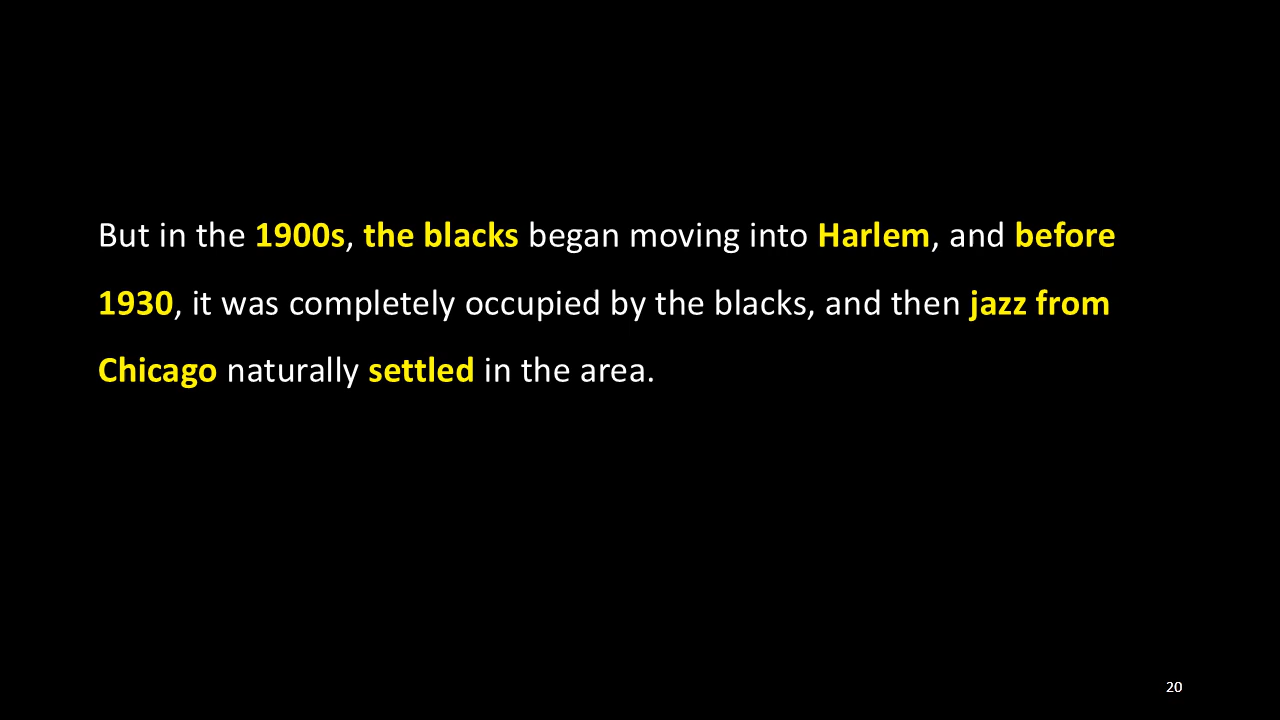 But in the 1900s, the blacks began moving into Harlem, and before
1930, it was completely occupied by the blacks, and then jazz from
Chicago naturally settled in the area.
20